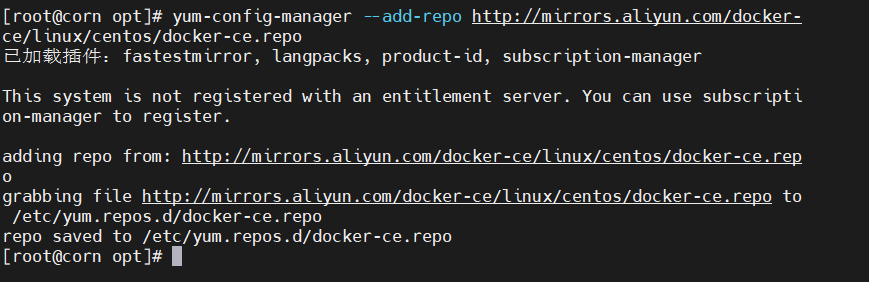 [root@corn opt]# yum-config-manager --add-repo http://mirrors.aliyun.com/docker-
ce/linux/centos/docker-ce.repo
已加载插件：fastestmirror, langpacks, product-id, subscription-manager
This system is not registered with an entitlement server. You can use subscripti
on-manager to register.
adding repo from: http://mirrors.aliyun.com/docker-ce/linux/centos/docker-ce.rep
o
grabbing file http://mirrors.aliyun.com/docker-ce/linux/centos/docker-ce.repo to
 /etc/yum.repos.d/docker-ce.repo
repo saved to /etc/yum.repos.d/docker-ce.repo
[root@corn opt]#